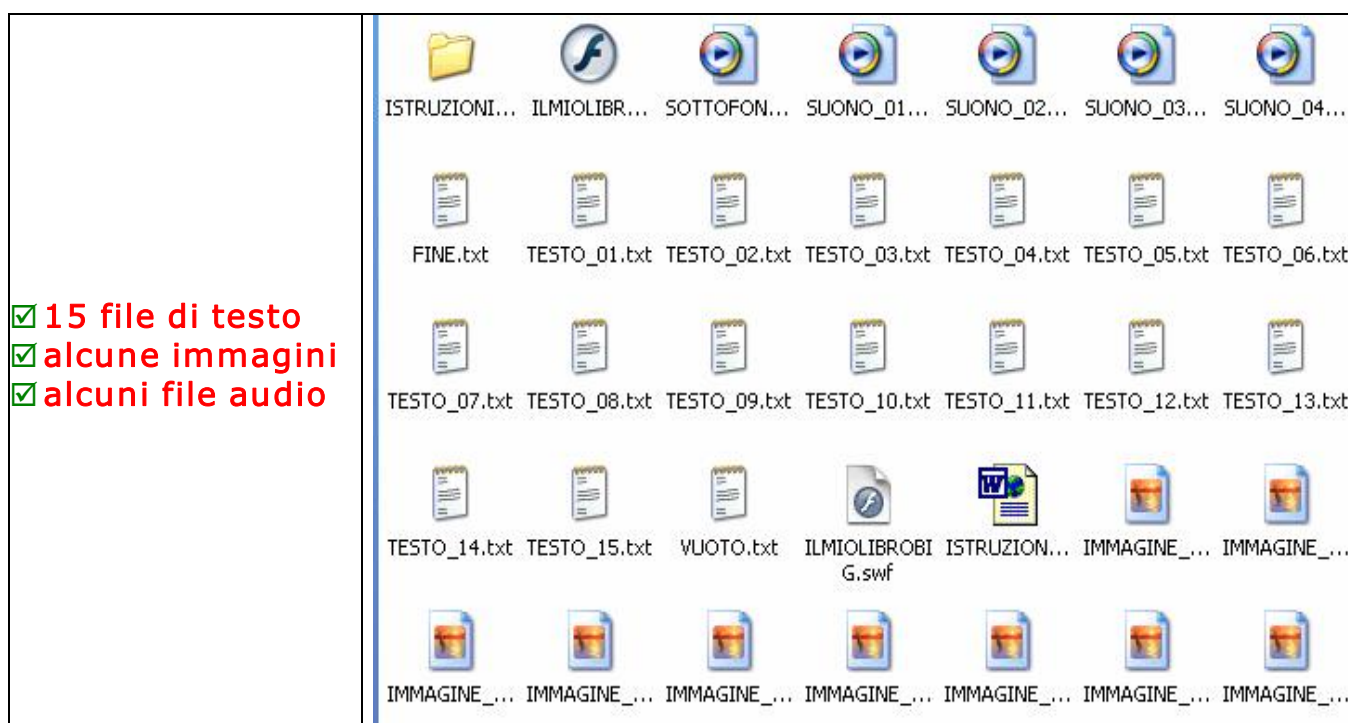 15 file di testo
alcune immagini
alcuni file audio
ISTRUZIONI... ILMIOLIBR... SOTTOFON... SUONO_01... SUONO_02... SUONO_03... SUONO_04...
FINE.txt TESTO_01.txt TESTO_02.txt TESTO_03.txt TESTO_04.txt TESTO_05.txt TESTO_06.txt
TESTO_07.txt TESTO_08.txt TESTO_09.txt TESTO_10.txt TESTO_11.txt TESTO_12.txt TESTO_13.txt
TESTO_14.txt TESTO_15.txt VUOTO.txt ILMIOLIBROBI ISTRUZION... IMMAGINE_... IMMAGINE_...
G.swf
IMMAGINE_... IMMAGINE_... IMMAGINE_... IMMAGINE_... IMMAGINE_... IMMAGINE_... IMMAGINE_...